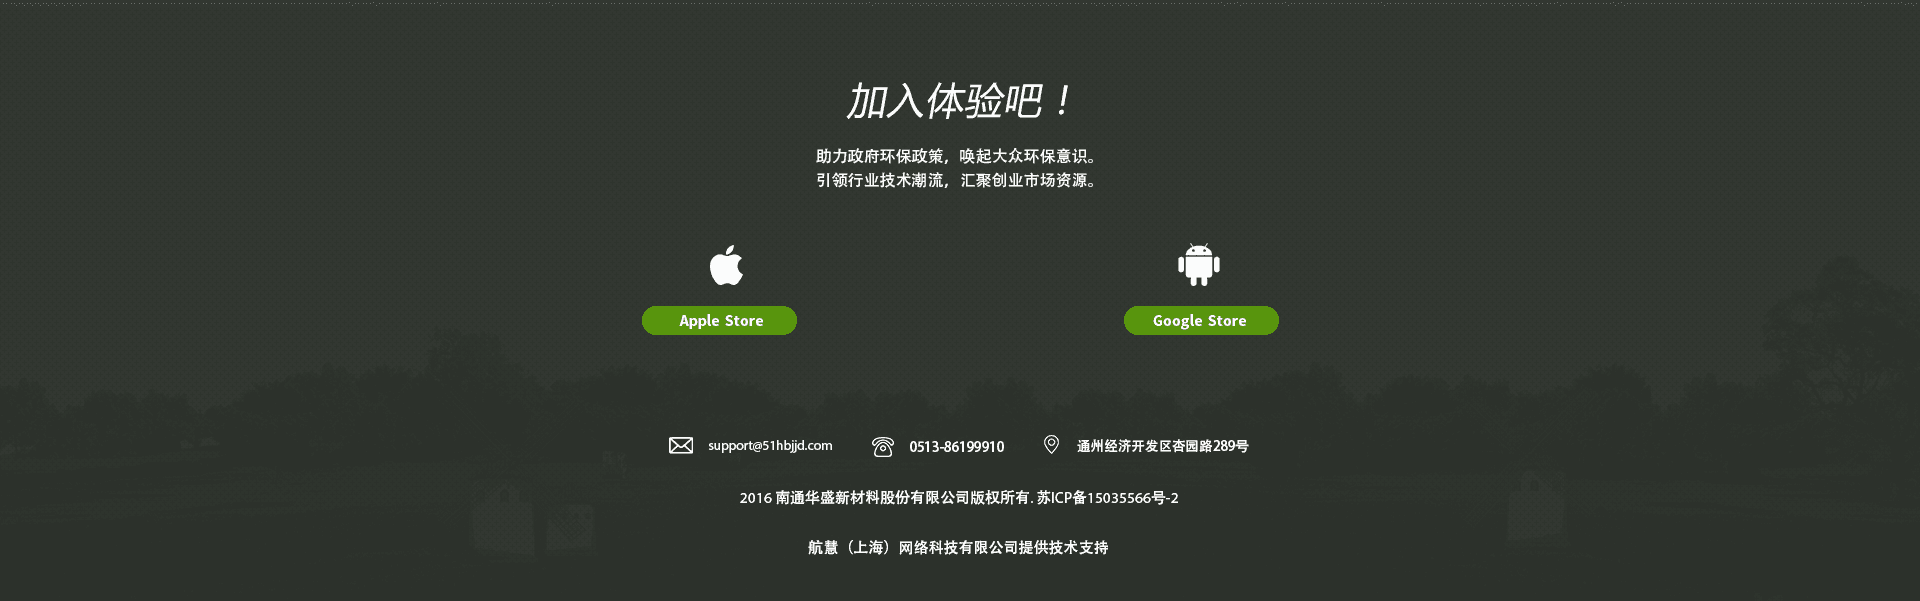 加入体验吧！
助力政府环保政策，唤起大众环保意识。
引领行业技术潮流，汇聚创业市场资源。
Apple Store
Google Store
support@51hbjjd.com
0513-86199910
通州经济开发区杏园路289号
2016 南通华盛新材料股份有限公司版权所有. 苏ICP备15035566号-2
航慧（上海）网络科技有限公司提供技术支持